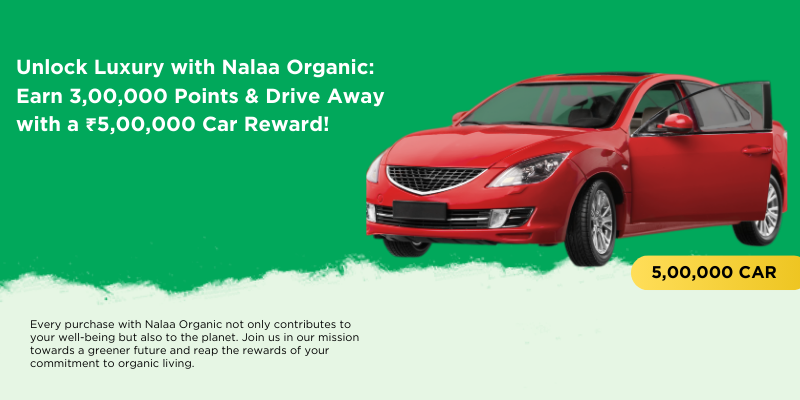 Unlock Luxury with Nalaa Organic:
Earn 3,00,000 Points & Drive Away
with a ₹5,00,000 Car Reward!
5,00,000 CAR
Every purchase with Nalaa Organic not only contributes to
your well-being but also to the planet. Join us in our mission
towards a greener future and reap the rewards of your
commitment to organic living.